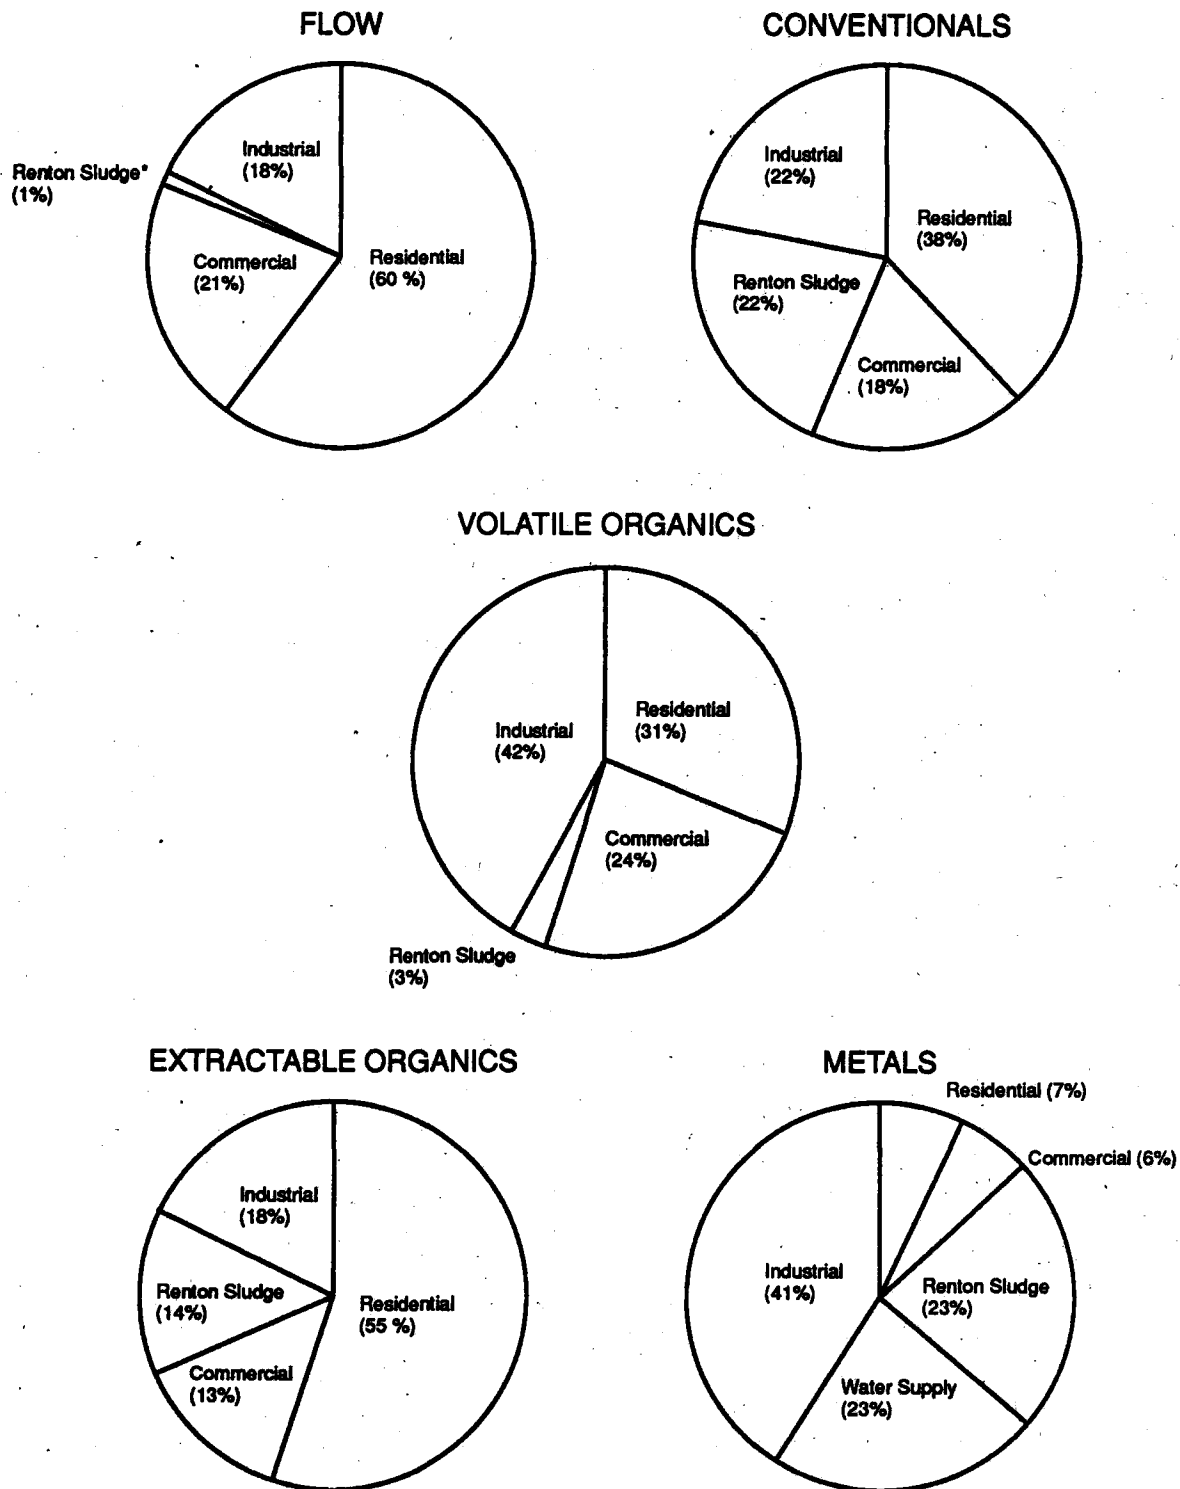 FLOW
Industrial
(18%)
Renton Sludge*
(1%)
Commercial
(21%)
Residential
(60 %)
CONVENTIONALS
Industrial
(22%)
Residential
(38%)
Renton Sludge
(22%)
Commercial
(18%)
VOLATILE ORGANICS
Industrial
(42%)
Residential
(31%)
Commercial
(24%)
Renton Sludge
(3%)
EXTRACTABLE ORGANICS
Industrial
(18%)
Renton Sludge
(14%)
Residential
(55 %)
Commercial
(13%)
METALS
Residential (7%)
Commercial (6%)
Industrial
(41%)
Renton Sludge
(23%)
Water Supply
(23%)